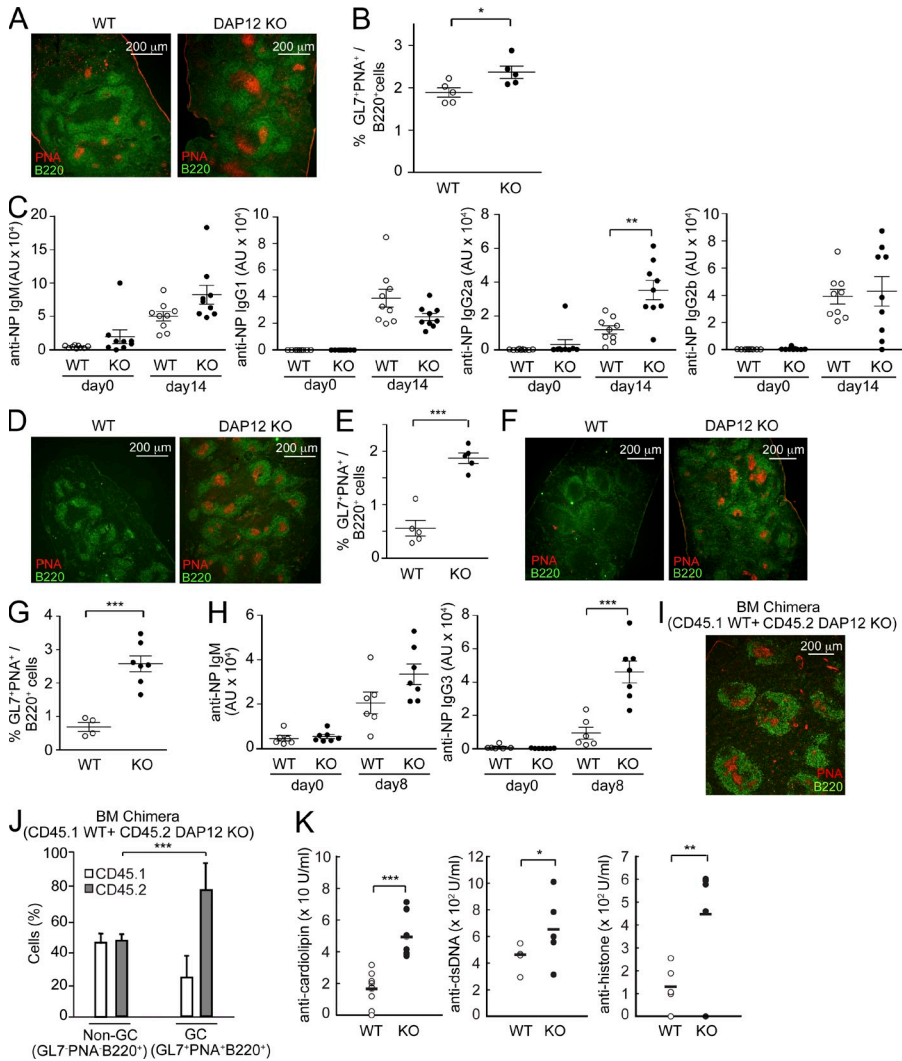 A
WT
DAP12 KO
200 µm
200 µm
PNA
B220
PNA
B220
B
*
% GL7+PNA+ /
B220+cells
3
2
1
0
WT
KO
C
anti-NP IgM(AU x 10⁴)
20
15
10
5
0
WT KO WT KO
day0 day14
anti-NP IgG1 (AU x 10⁴)
10
8
6
4
2
0
WT KO WT KO
day0 day14
anti-NP IgG2a (AU x 10⁴)
8
6
4
2
0
**
WT KO WT KO
day0 day14
anti-NP IgG2b (AU x 10⁴)
10
8
6
4
2
0
WT KO WT KO
day0 day14
D
WT
DAP12 KO
200 µm
200 µm
PNA
B220
PNA
B220
E
***
% GL7+PNA+ /
B220+ cells
2
1
0
WT
KO
F
WT
DAP12 KO
200 µm
200 µm
PNA
B220
PNA
B220
G
***
% GL7+PNA+ /
B220+ cells
4
3
2
1
0
WT KO
H
anti-NP IgM
(AU x 10⁴)
6
4
2
0
WT KO WT KO
day0 day8
anti-NP IgG3 (AU x 10⁴)
***
8
6
4
2
0
WT KO WT KO
day0 day8
I
BM Chimera
(CD45.1 WT+ CD45.2 DAP12 KO)
200 µm
PNA
B220
J
BM Chimera
(CD45.1 WT+ CD45.2 DAP12 KO)
***
CD45.1
CD45.2
Cells (%)
100
80
60
40
20
0
Non-GC
(GL7-PNA-B220+)
GC
(GL7+PNA+B220+)
K
anti-cardiolipin (x 10 U/ml)
10
8
6
4
2
0
***
WT KO
anti-dsDNA (x 10² U/ml)
12
10
8
6
4
2
0
*
WT KO
anti-histone (x 10² U/ml)
7
6
5
4
3
2
1
0
**
WT KO